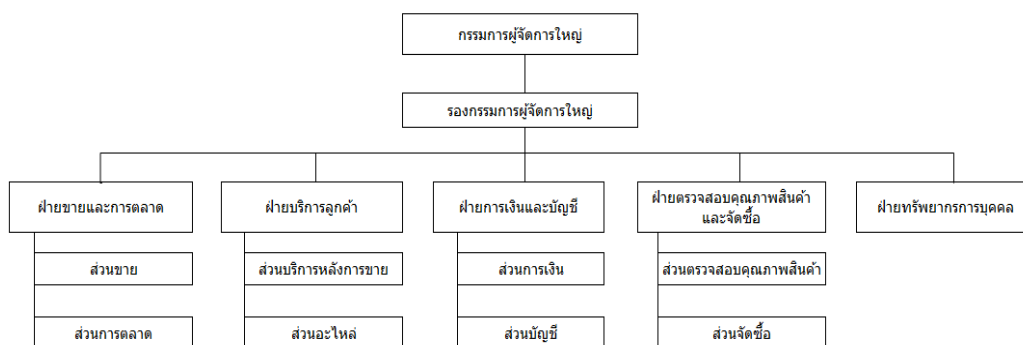 กรรมการผู้จัดการใหญ่
รองกรรมการผู้จัดการใหญ่
ฝ่ายขายและการตลาด
ฝ่ายบริการลูกค้า
ฝ่ายการเงินและบัญชี
ฝ่ายตรวจสอบคุณภาพสินค้า
และจัดซื้อ
ฝ่ายทรัพยากรการบุคคล
ส่วนขาย
ส่วนบริการหลังการขาย
ส่วนการเงิน
ส่วนตรวจสอบคุณภาพสินค้า
ส่วนการตลาด
ส่วนอะไหล่
ส่วนบัญชี
ส่วนจัดซื้อ